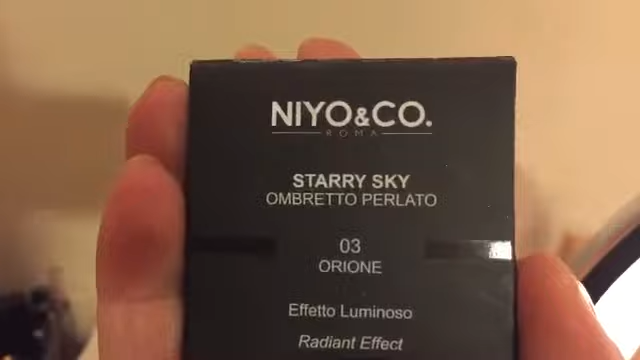 NIYO&CO.
ROMA
STARRY SKY
OMBRETTO PERLATO
03
ORIONE
Effetto Luminoso
Radiant Effect